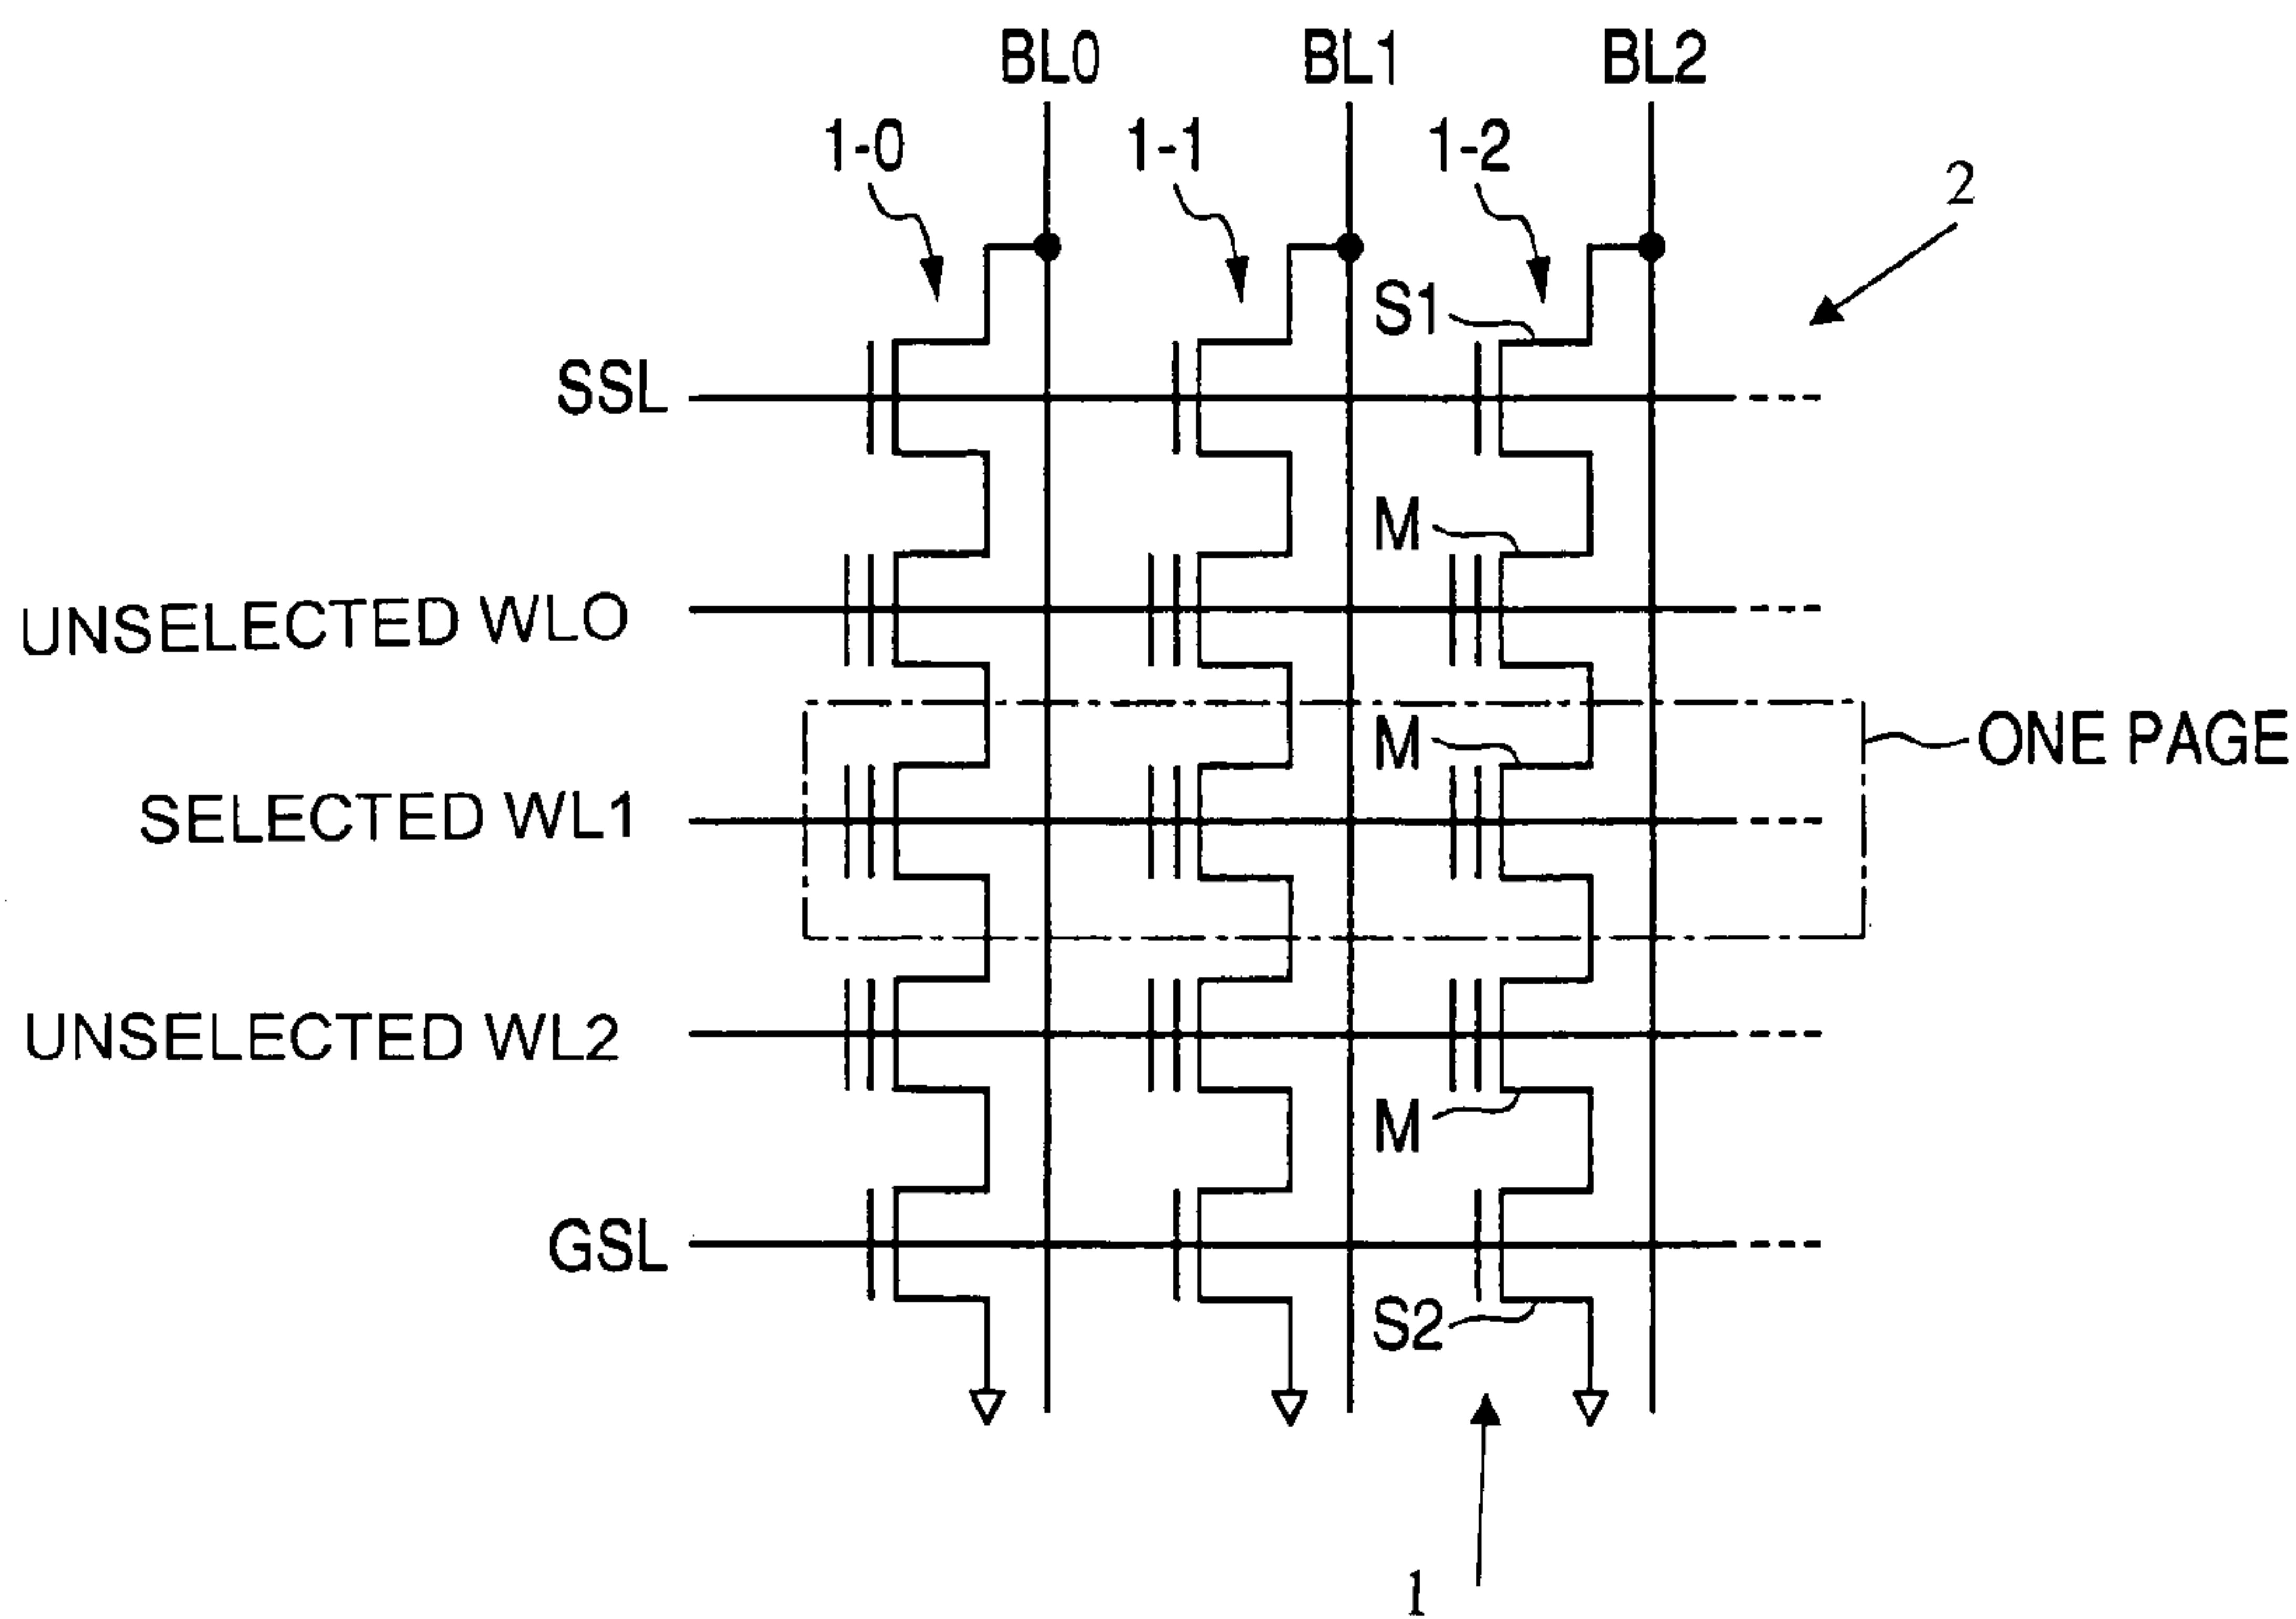 BL0 BL1 BL2
1-0 1-1 1-2
2
S1
SSL
M
UNSELECTED WLO
M
ONE PAGE
SELECTED WL1
UNSELECTED WL2
M
GSL
S2
1